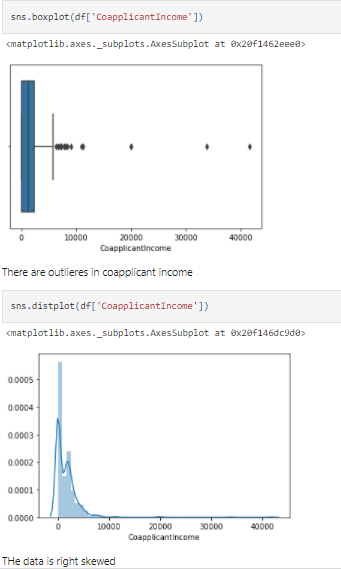 sns.boxplot(df['CoapplicantIncome'])
<matplotlib.axes._subplots.AxesSubplot at 0x20f1462eee0>
0 10000 20000 30000 40000
CoapplicantIncome
There are outlieres in coapplicant income
sns.distplot(df['CoapplicantIncome'])
<matplotlib.axes._subplots.AxesSubplot at 0x20f146dc9d0>
0.0005
0.0004
0.0003
0.0002
0.0001
0.0000
0 10000 20000 30000 40000
CoapplicantIncome
THe data is right skewed